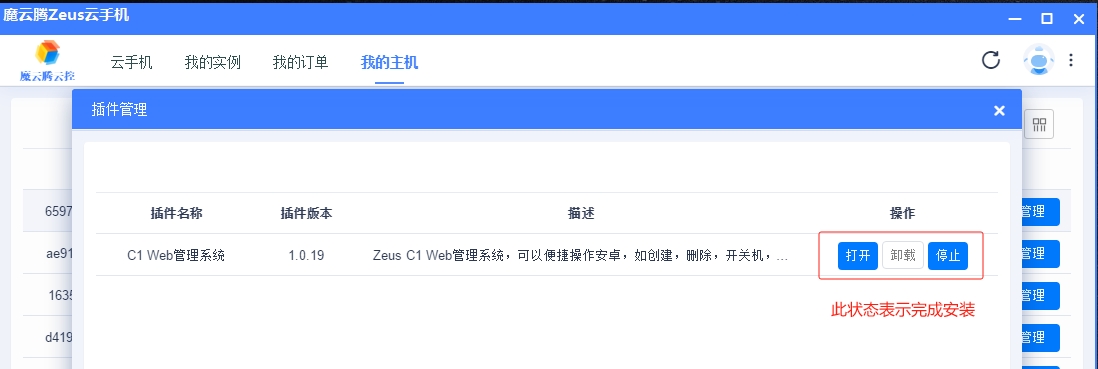 魔云腾Zeus云手机
魔云腾云控
云手机 我的实例 我的订单 我的主机
插件管理
插件名称 插件版本 描述 操作
6597 管理
C1 Web管理系统 1.0.19 Zeus C1 Web管理系统，可以便捷操作安卓，如创建，删除，开关机，... 打开 卸载 停止
ae91 管理
1635 管理
此状态表示完成安装
d419 管理